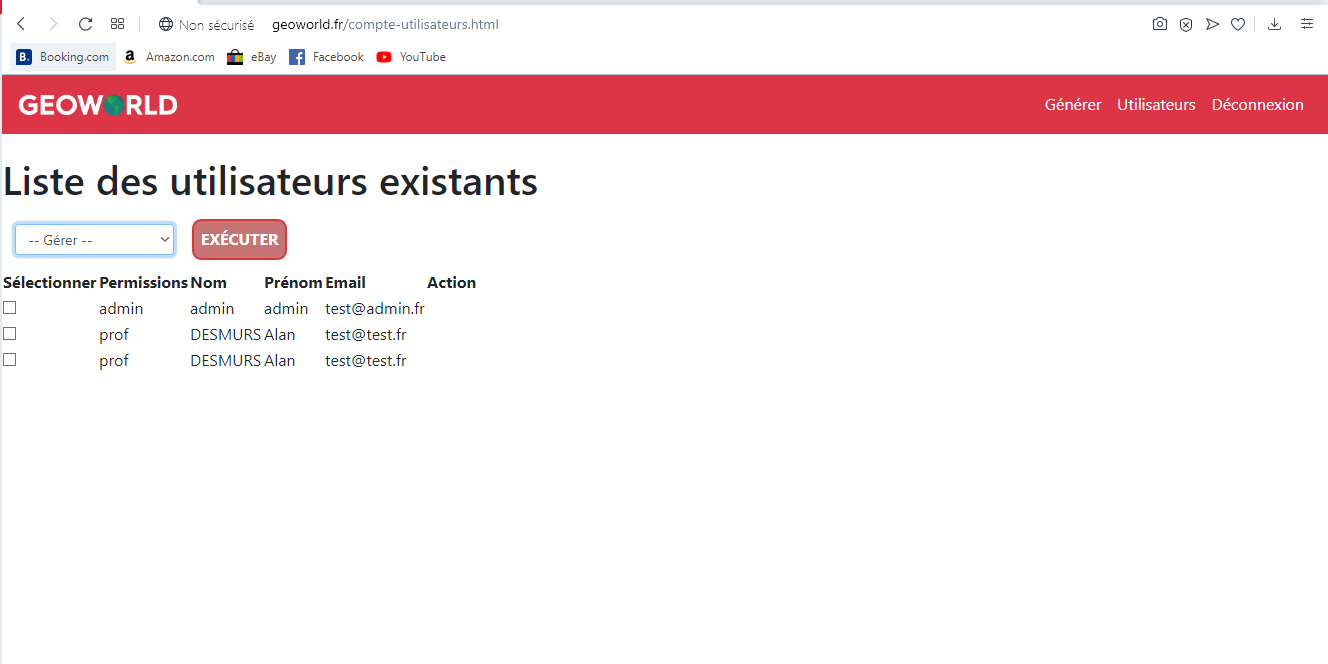 Non sécurisé geoworld.fr/compte-utilisateurs.html
B. Booking.com a Amazon.com eBay f Facebook YouTube
GEOWORLD Générer Utilisateurs Déconnexion
Liste des utilisateurs existants
-- Gérer -- EXÉCUTER
Sélectionner Permissions Nom Prénom Email Action
admin admin admin test@admin.fr
prof DESMURS Alan test@test.fr
prof DESMURS Alan test@test.fr